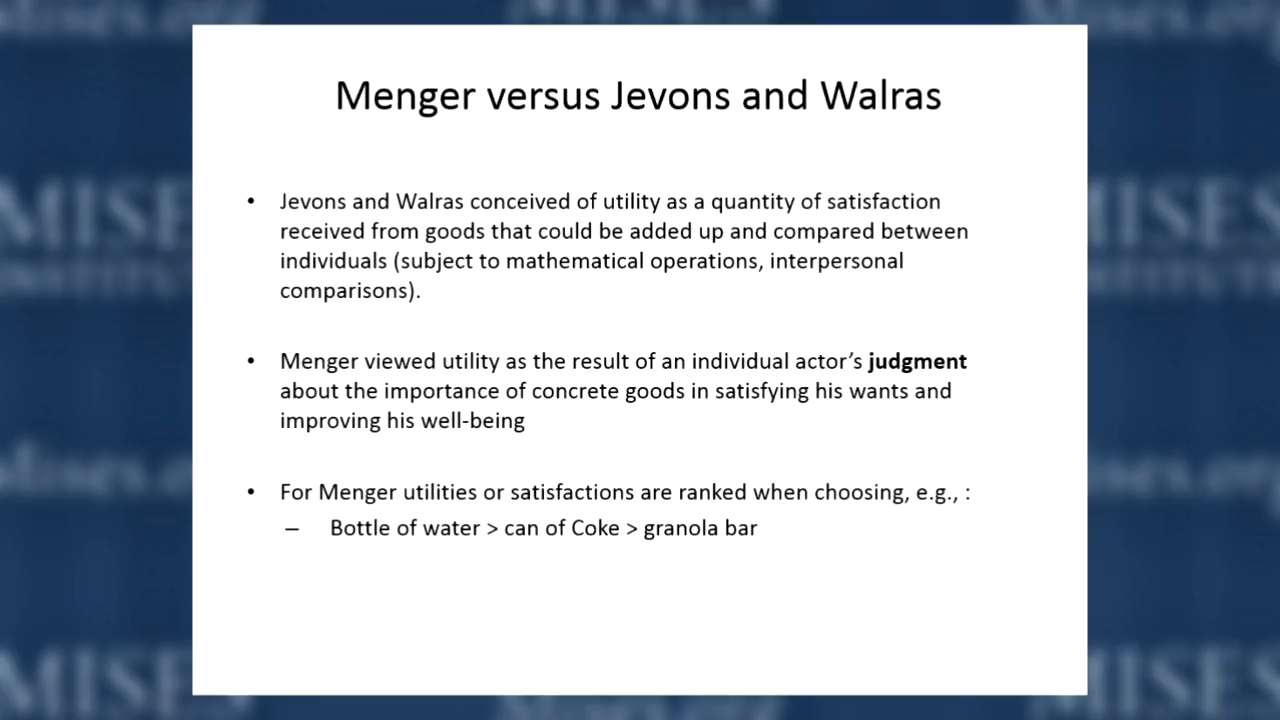 Menger versus Jevons and Walras
• Jevons and Walras conceived of utility as a quantity of satisfaction
received from goods that could be added up and compared between
individuals (subject to mathematical operations, interpersonal
comparisons).
• Menger viewed utility as the result of an individual actor’s judgment
about the importance of concrete goods in satisfying his wants and
improving his well-being
• For Menger utilities or satisfactions are ranked when choosing, e.g., :
– Bottle of water > can of Coke > granola bar
MISES
MISES